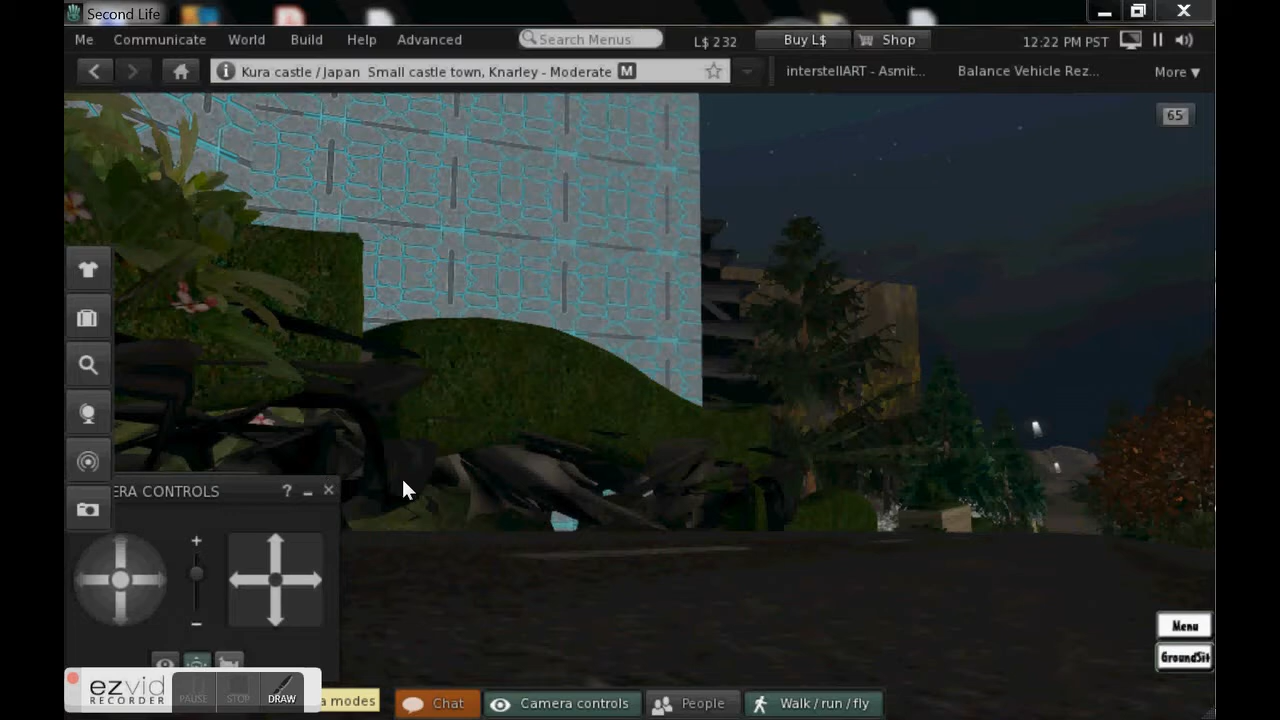 Second Life
Me Communicate World Build Help Advanced Search Menus L$ 232 Buy L$ Shop 12:22 PM PST
Kura castle / Japan Small castle town, Knarley - Moderate M interstellART - Asmit... Balance Vehicle Rez... More ▼
65
ERA CONTROLS ? _ ×
+
−
Menu
GroundSit
ezvid
RECORDER
PAUSE STOP DRAW
a modes
Chat Camera controls People Walk / run / fly